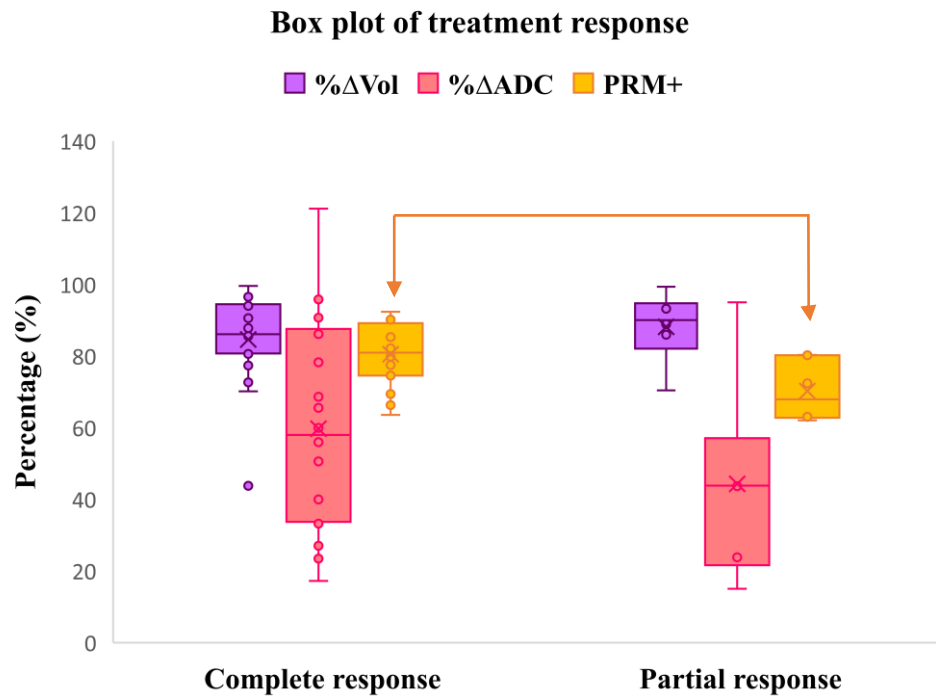 Box plot of treatment response
%ΔVol %ΔADC PRM+
140
120
100
80
60
40
20
0
Percentage (%)
Complete response Partial response